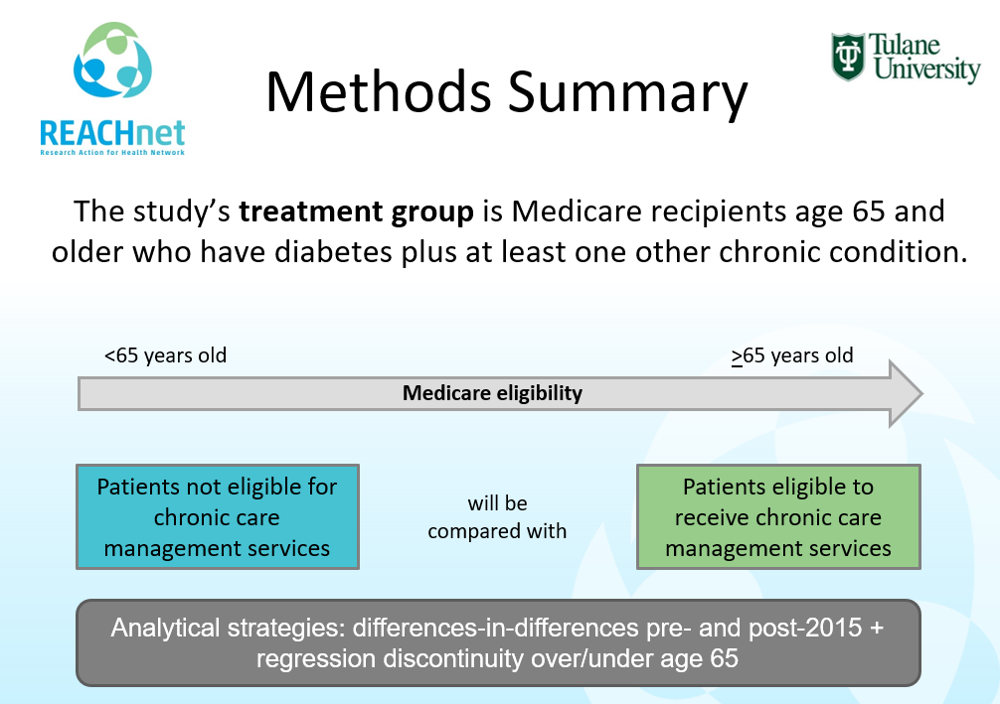 REACHnet
Research Action for Health Network
Tulane
University
Methods Summary
The study’s treatment group is Medicare recipients age 65 and
older who have diabetes plus at least one other chronic condition.
<65 years old
≥65 years old
Medicare eligibility
Patients not eligible for
chronic care
management services
will be
compared with
Patients eligible to
receive chronic care
management services
Analytical strategies: differences-in-differences pre- and post-2015 +
regression discontinuity over/under age 65